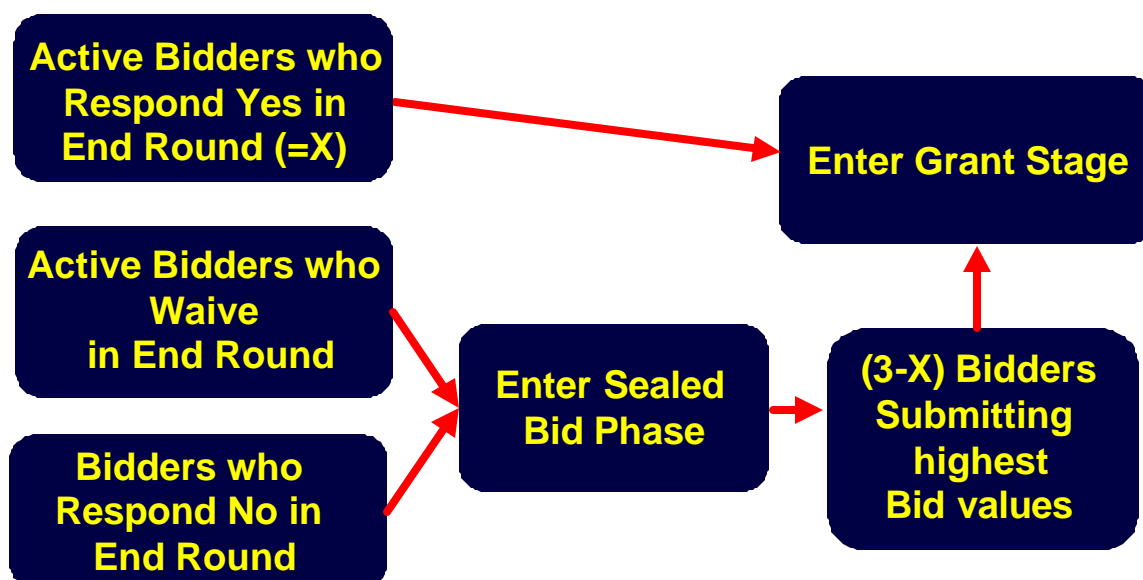 Active Bidders who
Respond Yes in
End Round (=X)
Enter Grant Stage
Active Bidders who
Waive
in End Round
Enter Sealed
Bid Phase
(3-X) Bidders
Submitting
highest
Bid values
Bidders who
Respond No in
End Round